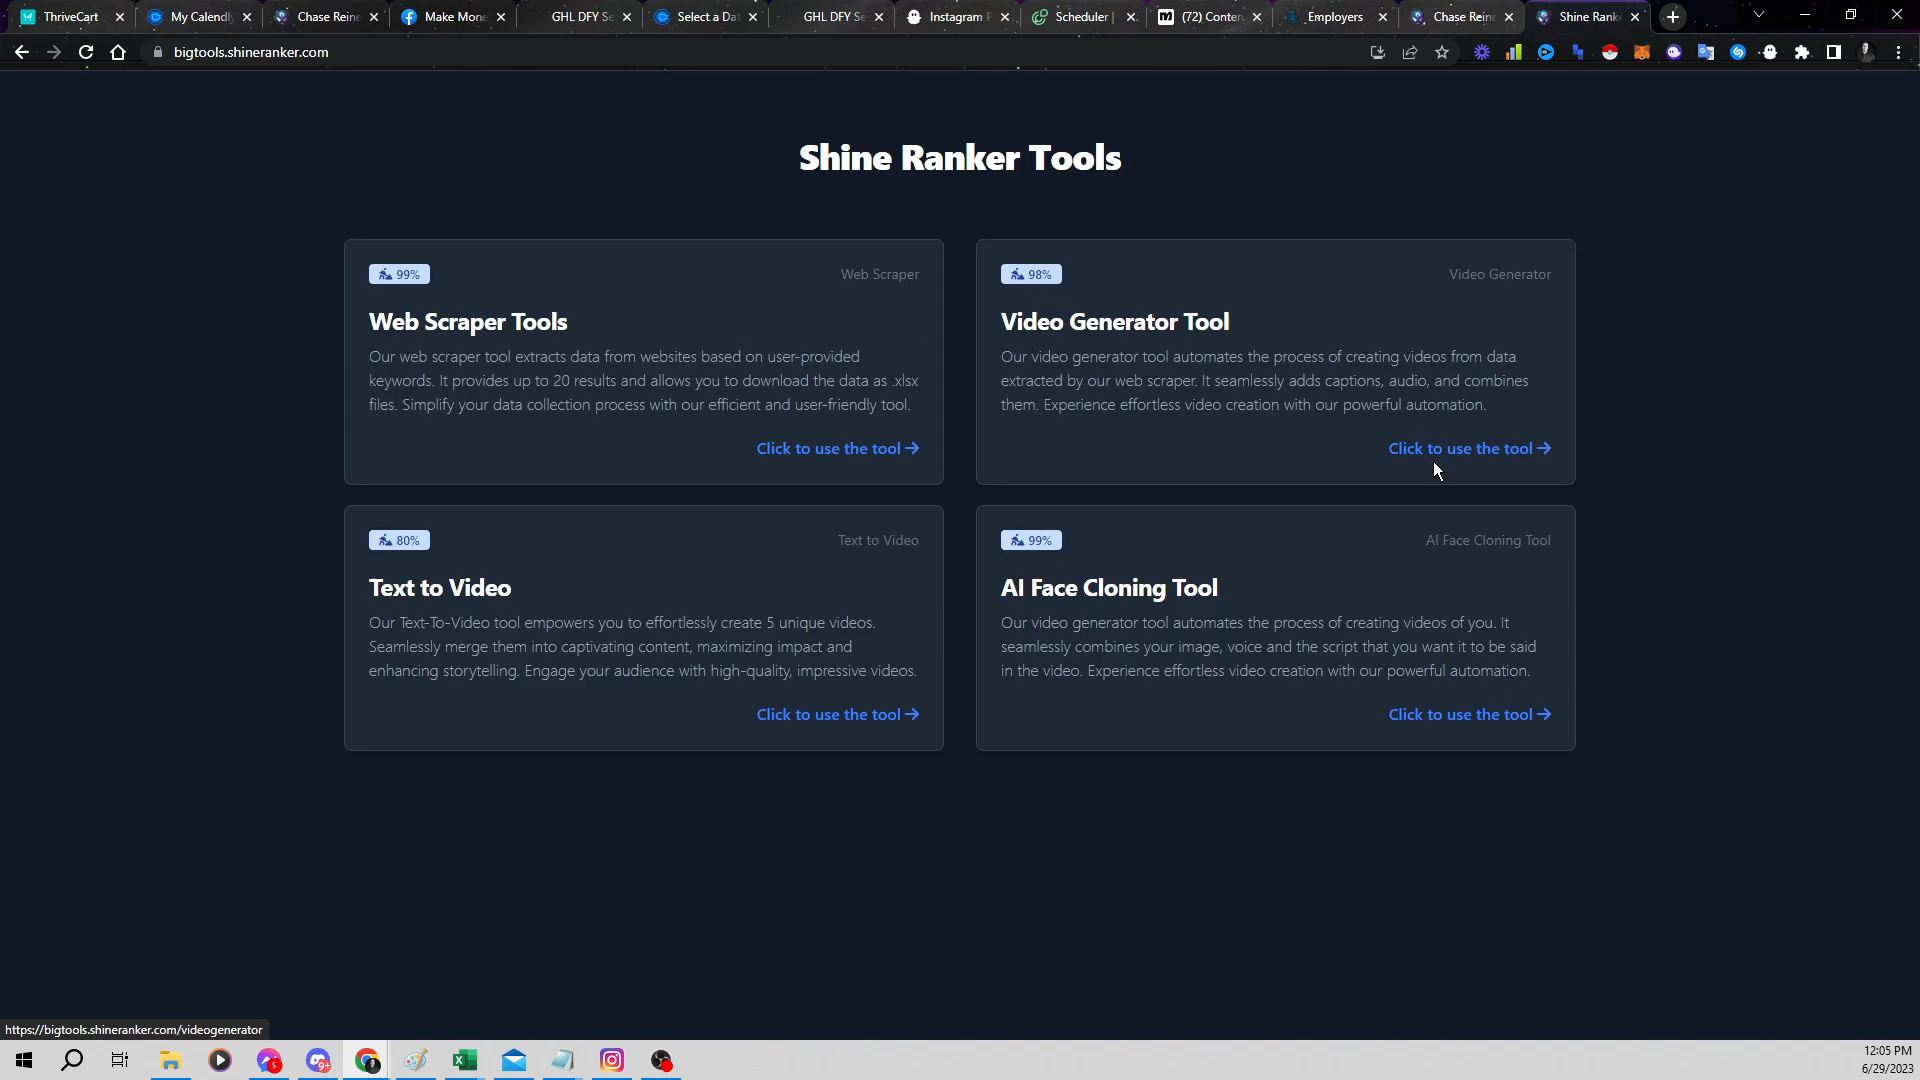 ThriveCart
My Calendl
Chase Rein
Make Mon
GHL DFY Se
Select a Da
GHL DFY Se
Instagram P
Scheduler |
(72) Conten
Employers
Chase Rein
Shine Rank
bigtools.shineranker.com
Shine Ranker Tools
99%
Web Scraper
Web Scraper Tools
Our web scraper tool extracts data from websites based on user-provided
keywords. It provides up to 20 results and allows you to download the data as .xlsx
files. Simplify your data collection process with our efficient and user-friendly tool.
Click to use the tool →
98%
Video Generator
Video Generator Tool
Our video generator tool automates the process of creating videos from data
extracted by our web scraper. It seamlessly adds captions, audio, and combines
them. Experience effortless video creation with our powerful automation.
Click to use the tool →
80%
Text to Video
Text to Video
Our Text-To-Video tool empowers you to effortlessly create 5 unique videos.
Seamlessly merge them into captivating content, maximizing impact and
enhancing storytelling. Engage your audience with high-quality, impressive videos.
Click to use the tool →
99%
AI Face Cloning Tool
AI Face Cloning Tool
Our video generator tool automates the process of creating videos of you. It
seamlessly combines your image, voice and the script that you want it to be said
in the video. Experience effortless video creation with our powerful automation.
Click to use the tool →
https://bigtools.shineranker.com/videogenerator
5
9+
12:05 PM
6/29/2023